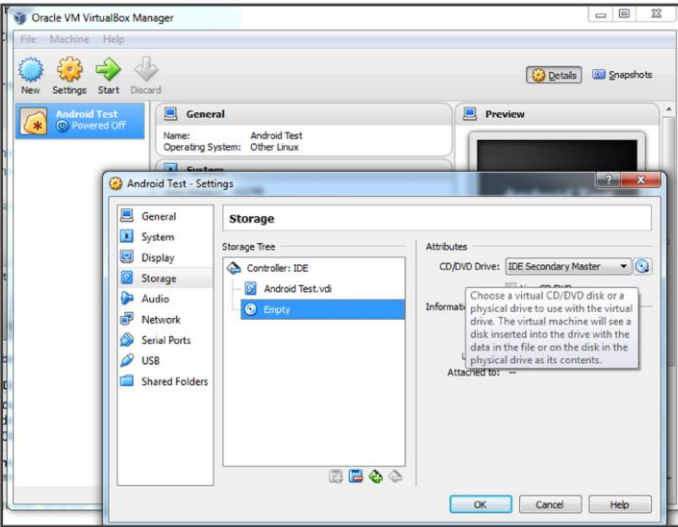 Oracle VM VirtualBox Manager
File Machine Help
New Settings Start Discard
Details Snapshots
Android Test
Powered Off
General
Name: Android Test
Operating System: Other Linux
System
Preview
Android Test - Settings
General
System
Display
Storage
Audio
Network
Serial Ports
USB
Shared Folders
Storage
Storage Tree
Controller: IDE
Android Test.vdi
Empty
Attributes
CD/DVD Drive: IDE Secondary Master
Choose a virtual CD/DVD disk or a
physical drive to use with the virtual
drive. The virtual machine will see a
disk inserted into the drive with the
data in the file or on the disk in the
physical drive as its contents.
Attached to: --
OK Cancel Help